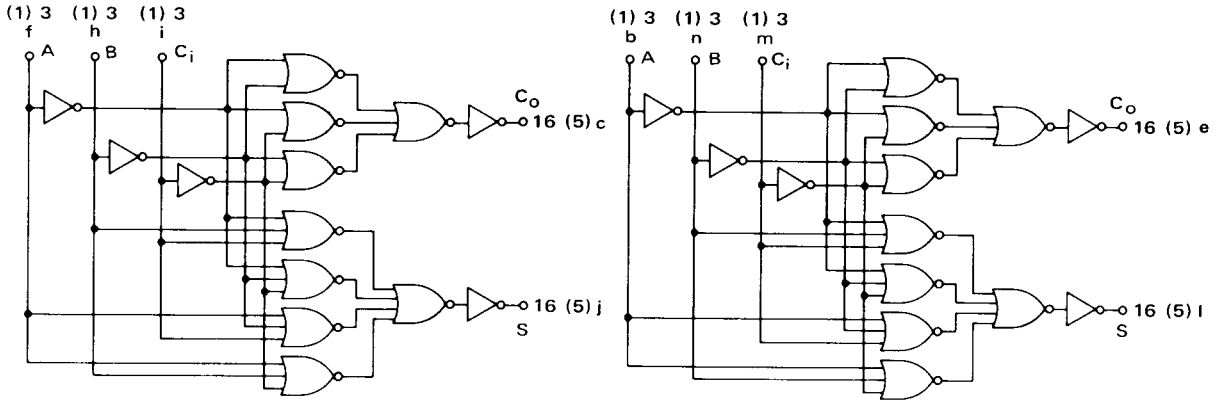 (1) 3 (1) 3 (1) 3
f h i
A B Ci
Co
16 (5) c
16 (5) j
S
(1) 3 (1) 3 (1) 3
b n m
A B Ci
Co
16 (5) e
16 (5) l
S